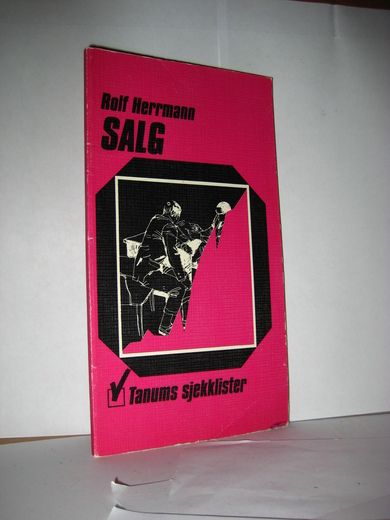 Rolf Herrmann
SALG
Tanums sjekklister